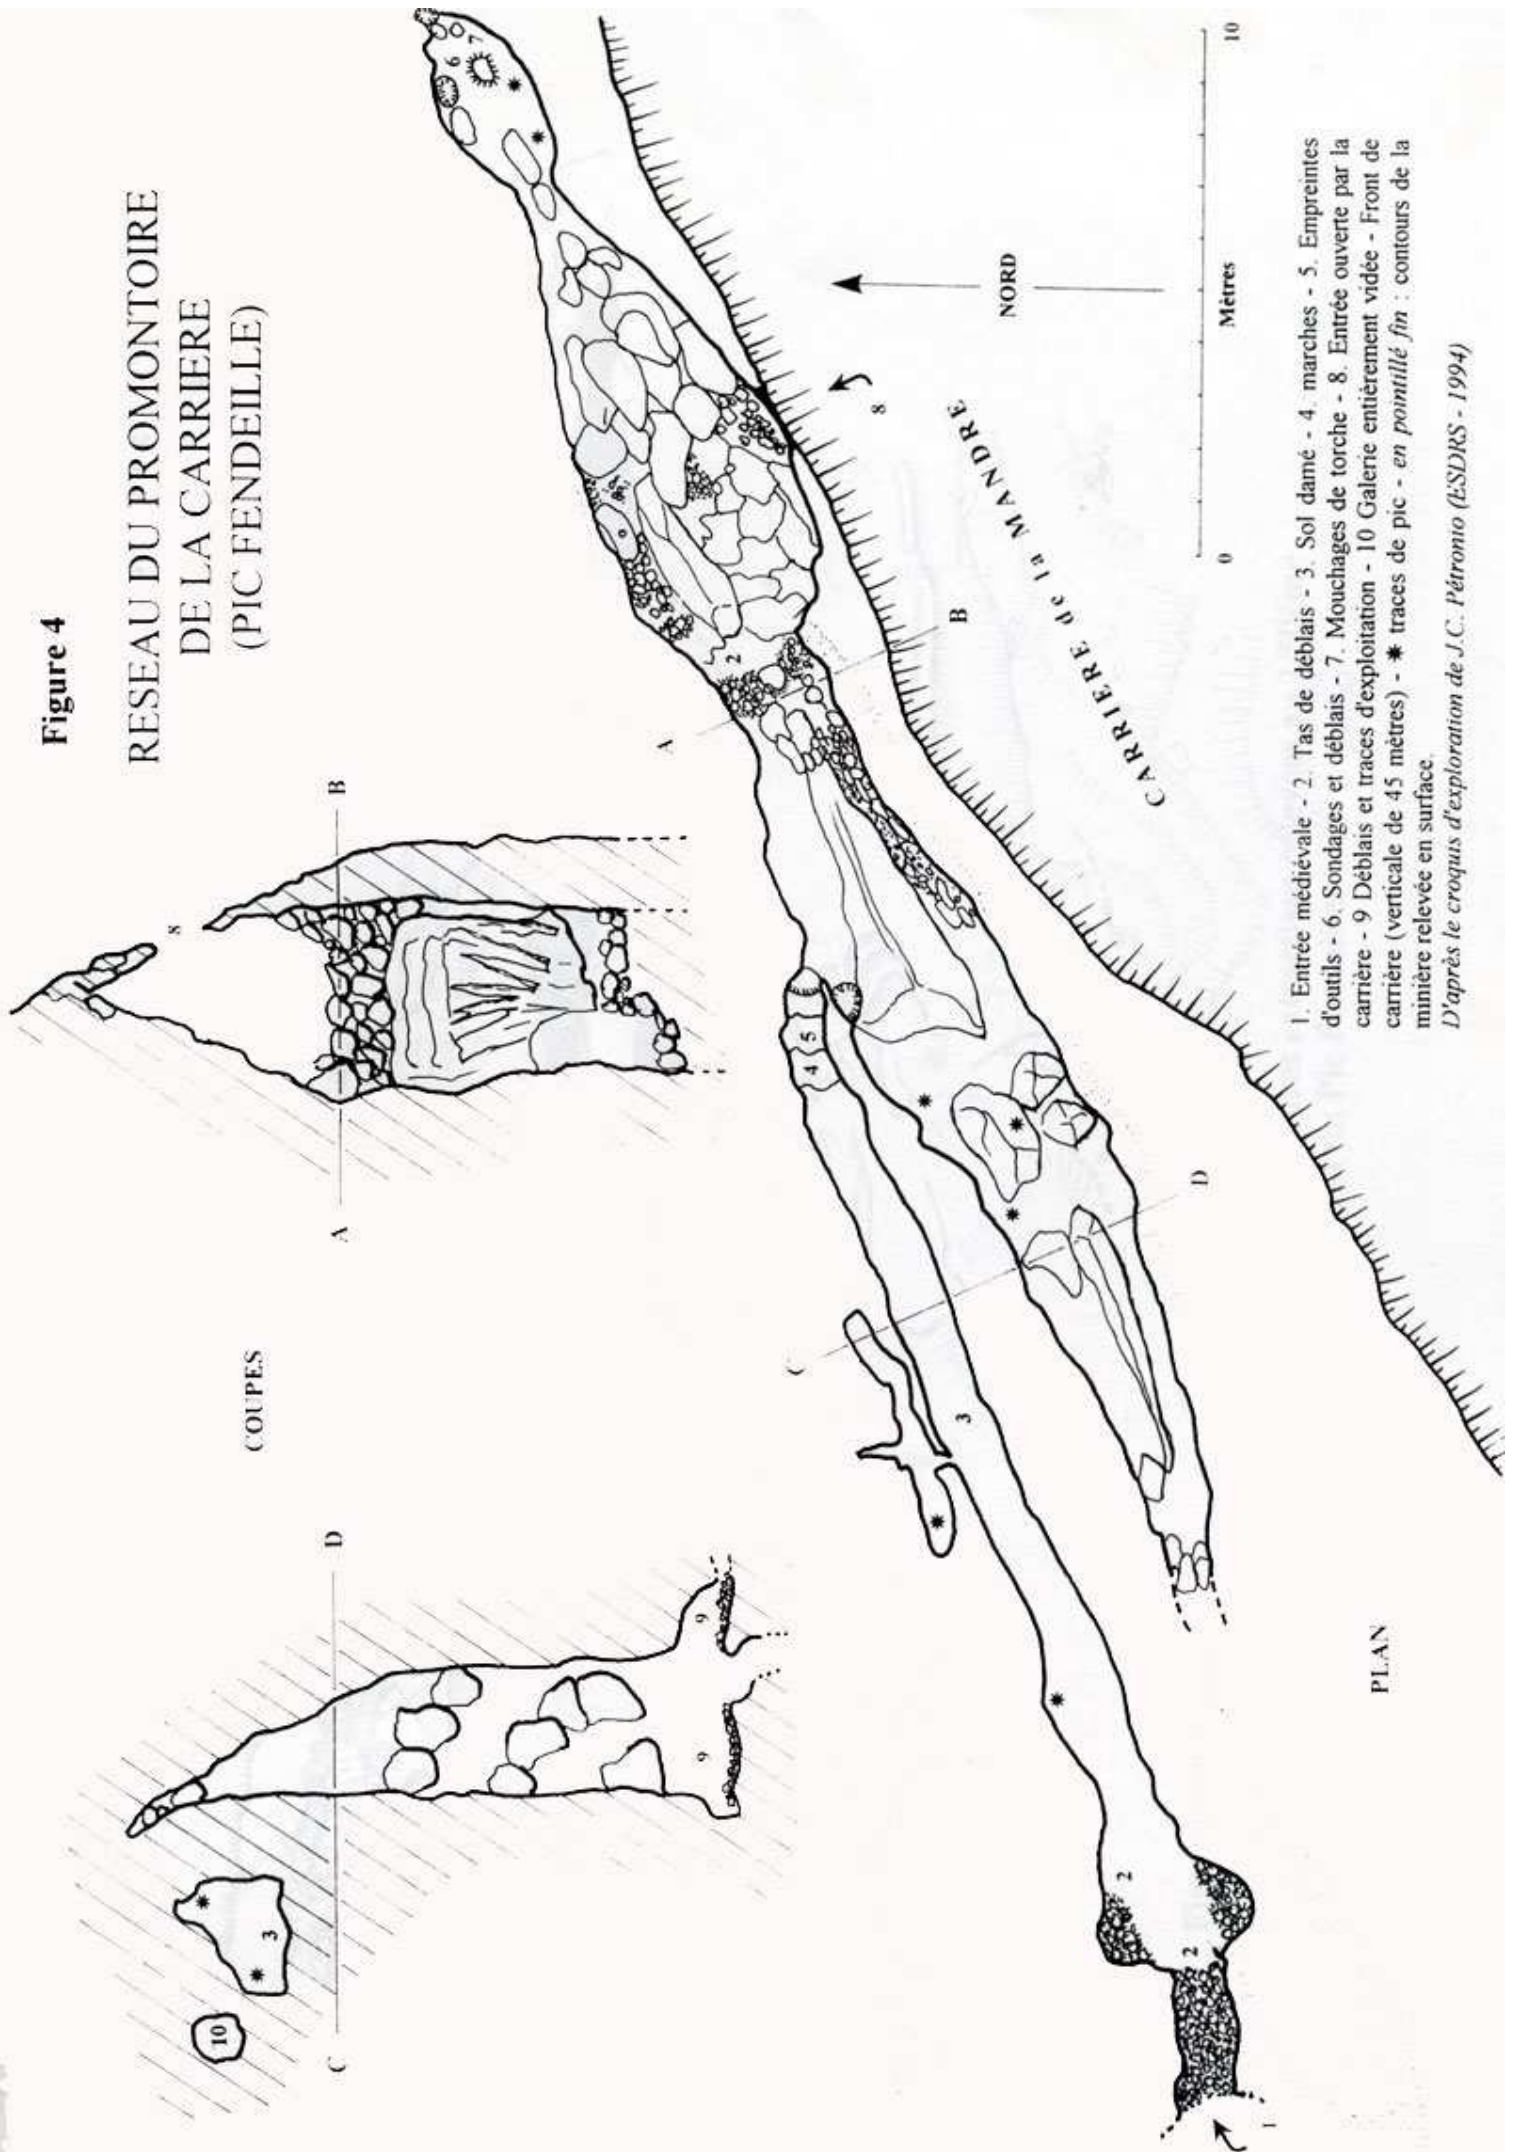 Figure 4
RESEAU DU PROMONTOIRE
DE LA CARRIERE
(PIC FENDEILLE)
COUPES
C
D
A
B
10
3
9
9
8
PLAN
1
2
2
3
4
5
C
D
A
B
2
6
7
8
CARRIERE de la MANDRE
NORD
0
Mètres
10
1. Entrée médiévale - 2. Tas de déblais - 3. Sol damé - 4. marches - 5. Empreintes
d'outils - 6. Sondages et déblais - 7. Mouchages de torche - 8. Entrée ouverte par la
carrière - 9 Déblais et traces d'exploitation - 10 Galerie entièrement vidée - Front de
carrière (verticale de 45 mètres) - ✷ traces de pic - en pointillé fin : contours de la
minière relevée en surface.
D'après le croquis d'exploration de J.C. Pétronio (ESDRS - 1994)